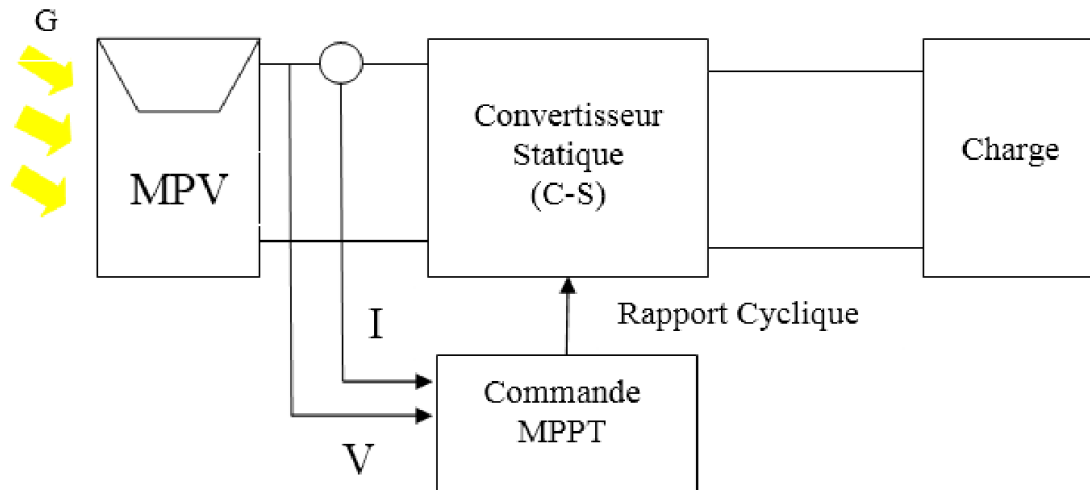 G
MPV
Convertisseur
Statique
(C-S)
Charge
I
Rapport Cyclique
V
Commande
MPPT